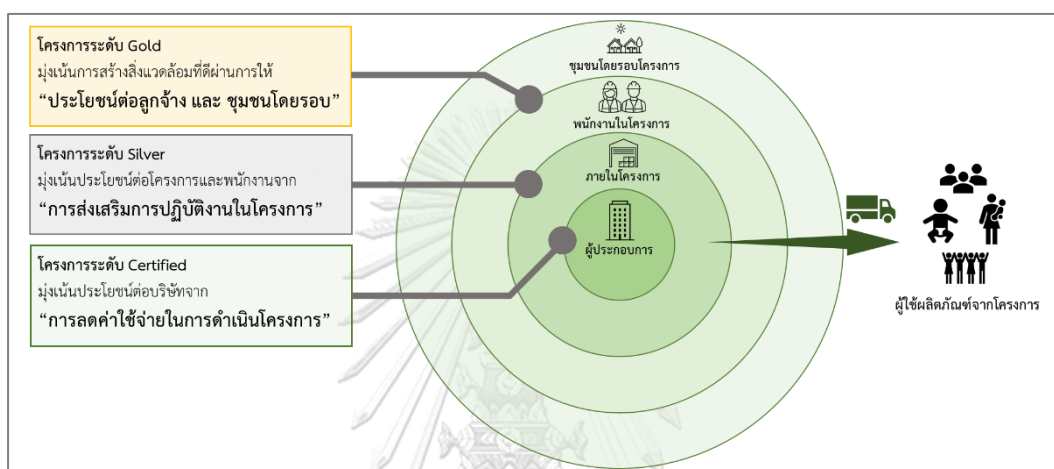 โครงการระดับ Gold
มุ่งเน้นการสร้างสิ่งแวดล้อมที่ดีผ่านการให้
“ประโยชน์ต่อลูกจ้าง และ ชุมชนโดยรอบ”
โครงการระดับ Silver
มุ่งเน้นประโยชน์ต่อโครงการและพนักงานจาก
“การส่งเสริมการปฏิบัติงานในโครงการ”
โครงการระดับ Certified
มุ่งเน้นประโยชน์ต่อบริษัทจาก
“การลดค่าใช้จ่ายในการดำเนินโครงการ”
ชุมชนโดยรอบโครงการ
พนักงานในโครงการ
ภายในโครงการ
ผู้ประกอบการ
ผู้ใช้ผลิตภัณฑ์จากโครงการ